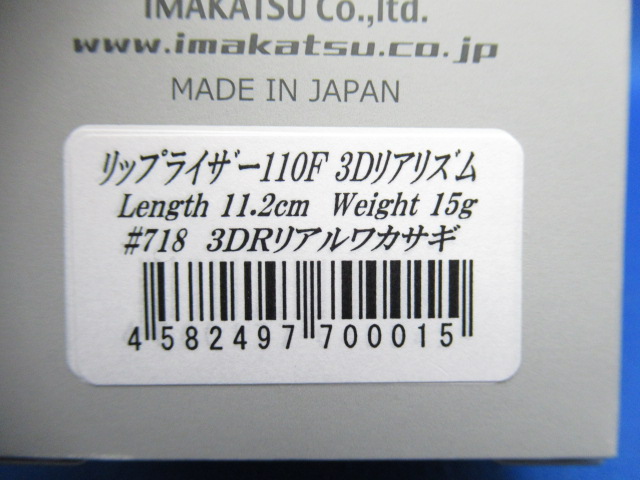 IMAKATSU Co.,ltd.
www.imakatsu.co.jp
MADE IN JAPAN
リップライザー110F 3Dリアリズム
Length 11.2cm Weight 15g
#718 3DRリアルワカサギ
4 582497 700015